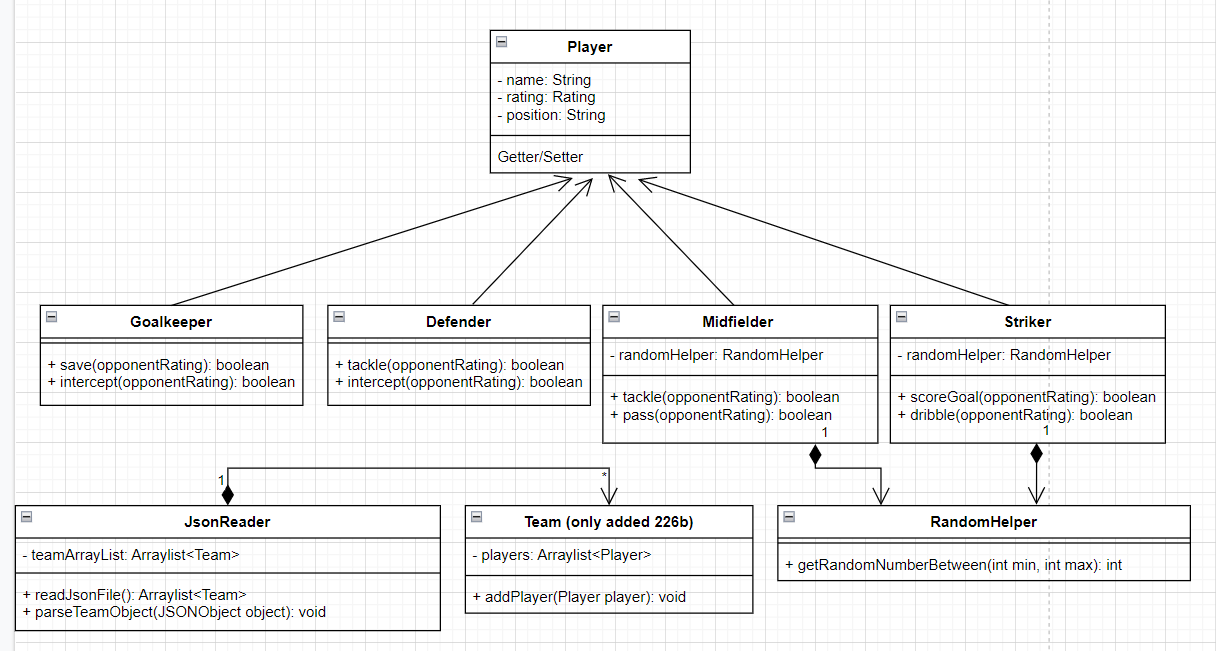 Player
- name: String
- rating: Rating
- position: String
Getter/Setter
Goalkeeper
+ save(opponentRating): boolean
+ intercept(opponentRating): boolean
Defender
+ tackle(opponentRating): boolean
+ intercept(opponentRating): boolean
Midfielder
- randomHelper: RandomHelper
+ tackle(opponentRating): boolean
+ pass(opponentRating): boolean
1
Striker
- randomHelper: RandomHelper
+ scoreGoal(opponentRating): boolean
+ dribble(opponentRating): boolean
1
1
*
JsonReader
- teamArrayList: Arraylist<Team>
+ readJsonFile(): Arraylist<Team>
+ parseTeamObject(JSONObject object): void
Team (only added 226b)
- players: Arraylist<Player>
+ addPlayer(Player player): void
RandomHelper
+ getRandomNumberBetween(int min, int max): int